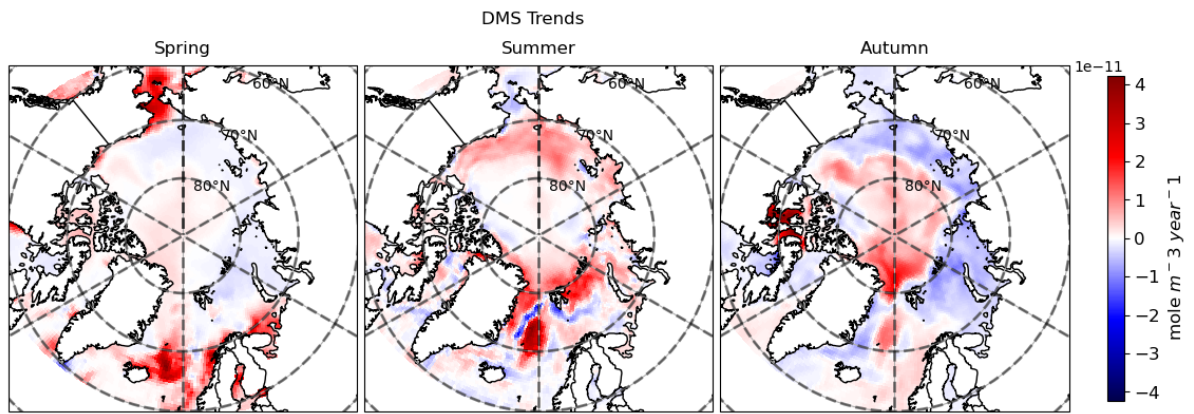 DMS Trends
Spring
Summer
Autumn
60°N
70°N
80°N
60°N
70°N
80°N
60°N
70°N
80°N
1e−11
4
3
2
1
0
−1
−2
−3
−4
mole m^−3 year^−1